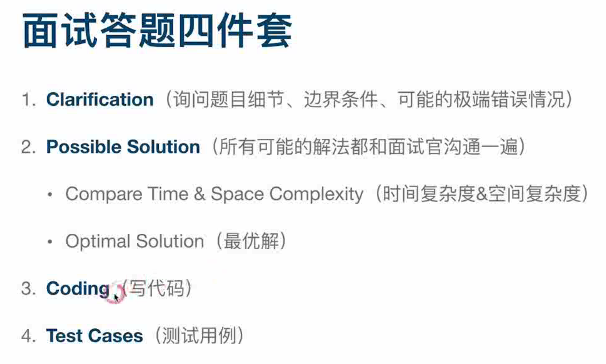 面试答题四件套
1. Clarification（询问题目细节、边界条件、可能的极端错误情况）
2. Possible Solution（所有可能的解法都和面试官沟通一遍）
• Compare Time & Space Complexity（时间复杂度&空间复杂度）
• Optimal Solution（最优解）
3. Coding（写代码）
4. Test Cases（测试用例）